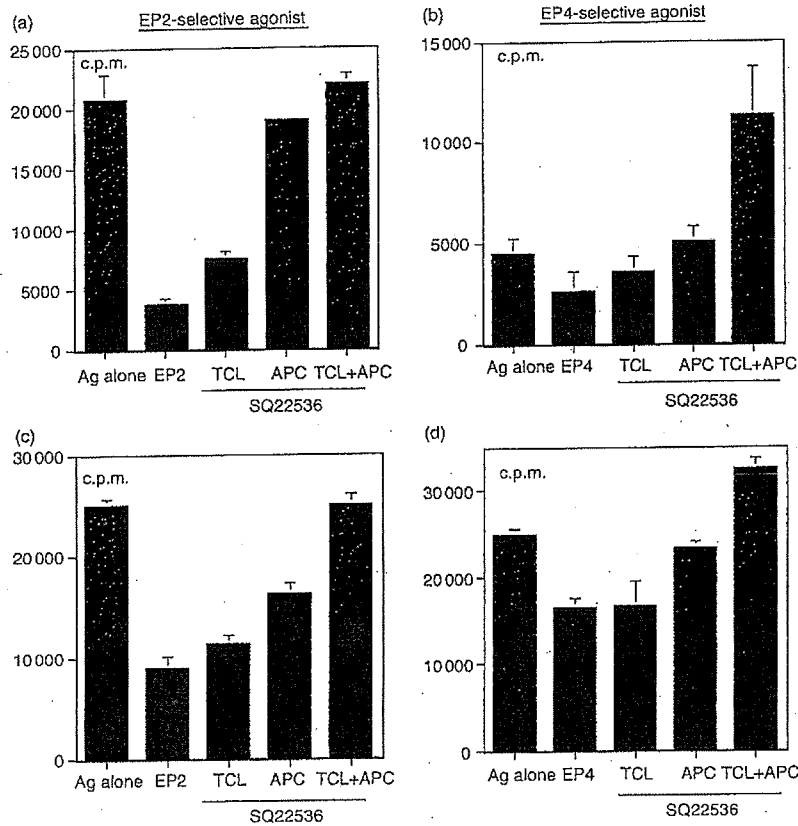 (a) EP2-selective agonist
25 000
c.p.m.
20 000
15 000
10 000
5000
0
Ag alone EP2 TCL APC TCL+APC
SQ22536
(b) EP4-selective agonist
15 000
c.p.m.
10 000
5000
0
Ag alone EP4 TCL APC TCL+APC
SQ22536
(c)
30 000
c.p.m.
20 000
10 000
0
Ag alone EP2 TCL APC TCL+APC
SQ22536
(d)
c.p.m.
30 000
20 000
10 000
0
Ag alone EP4 TCL APC TCL+APC
SQ22536